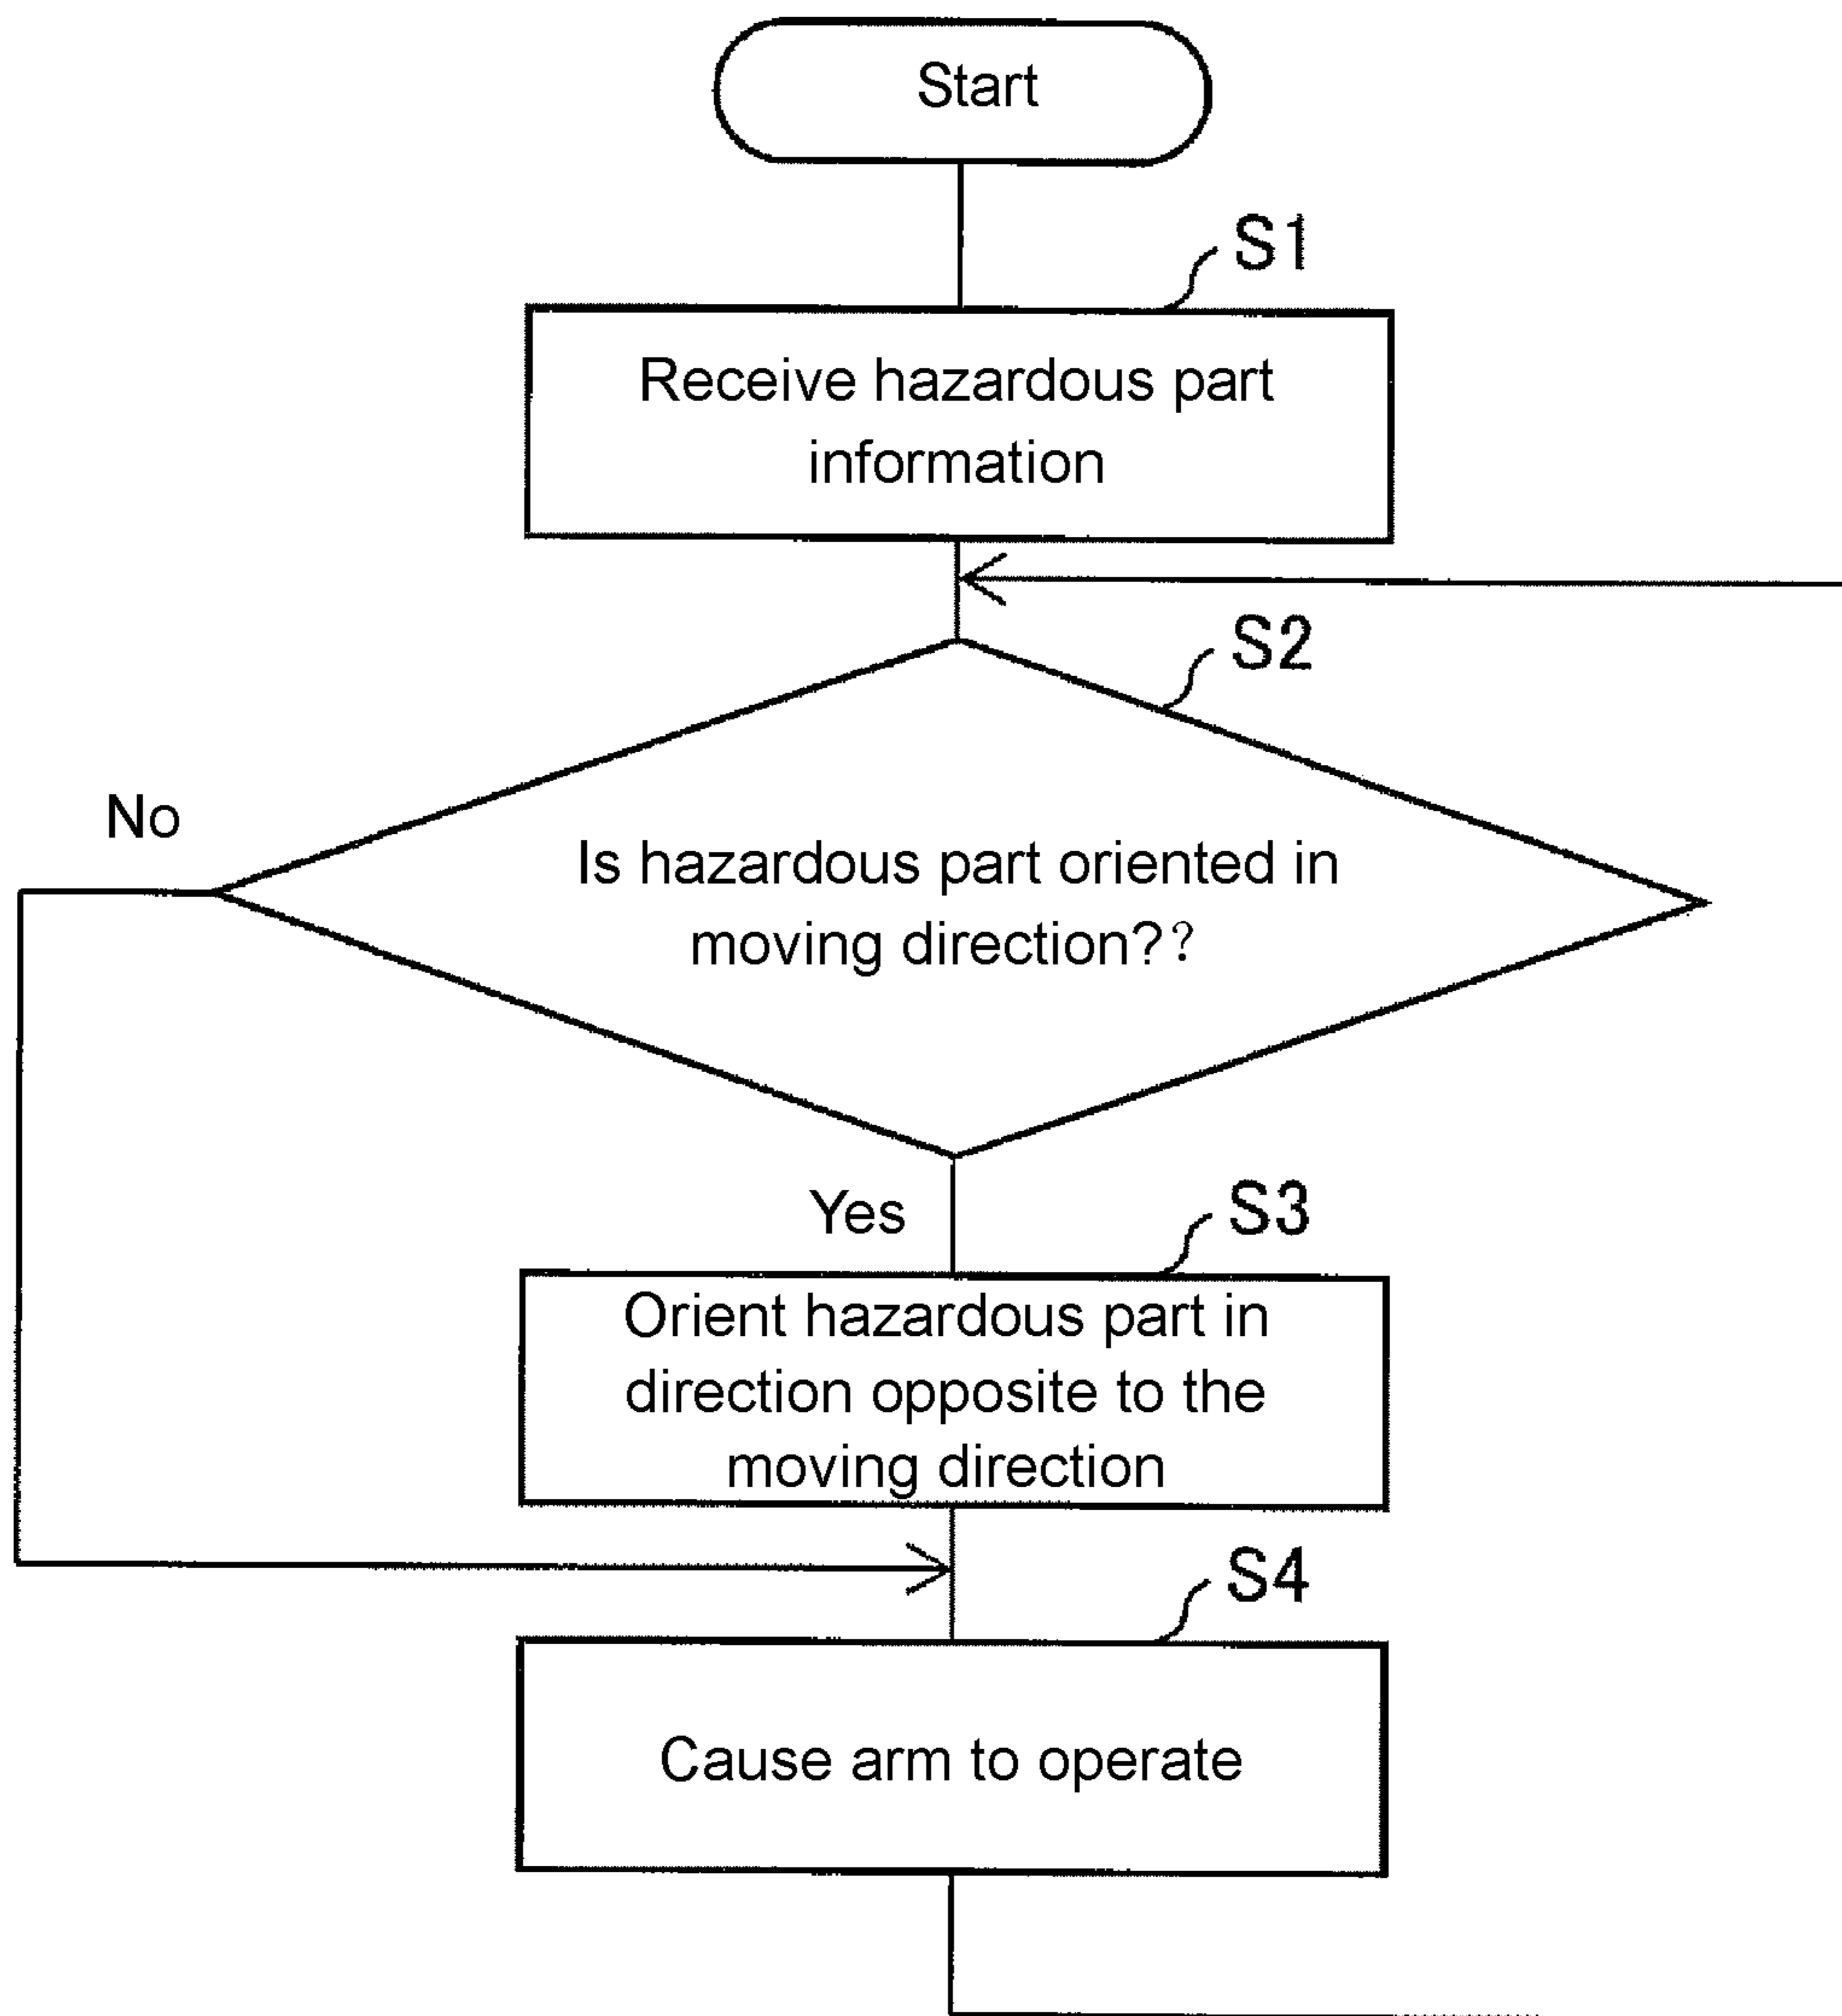 Start
S1
Receive hazardous part
information
S2
No
Is hazardous part oriented in
moving direction??
Yes
S3
Orient hazardous part in
direction opposite to the
moving direction
S4
Cause arm to operate